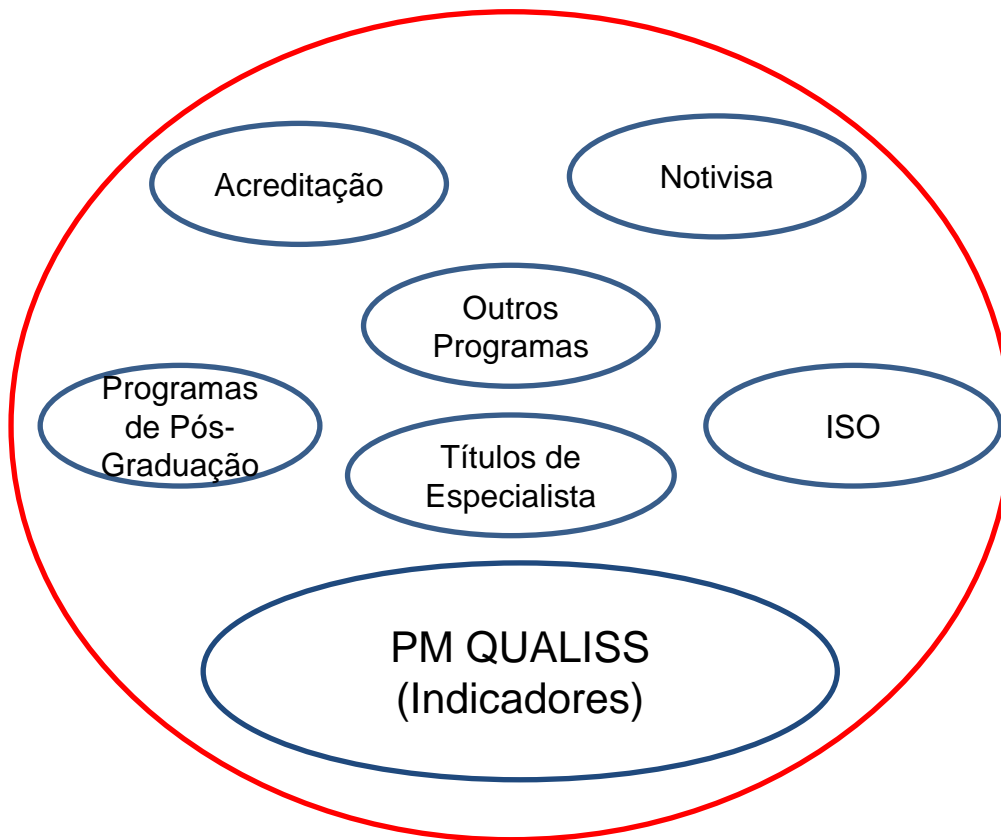 Acreditação
Notivisa
Outros
Programas
Programas
de Pós-
Graduação
ISO
Títulos de
Especialista
PM QUALISS
(Indicadores)